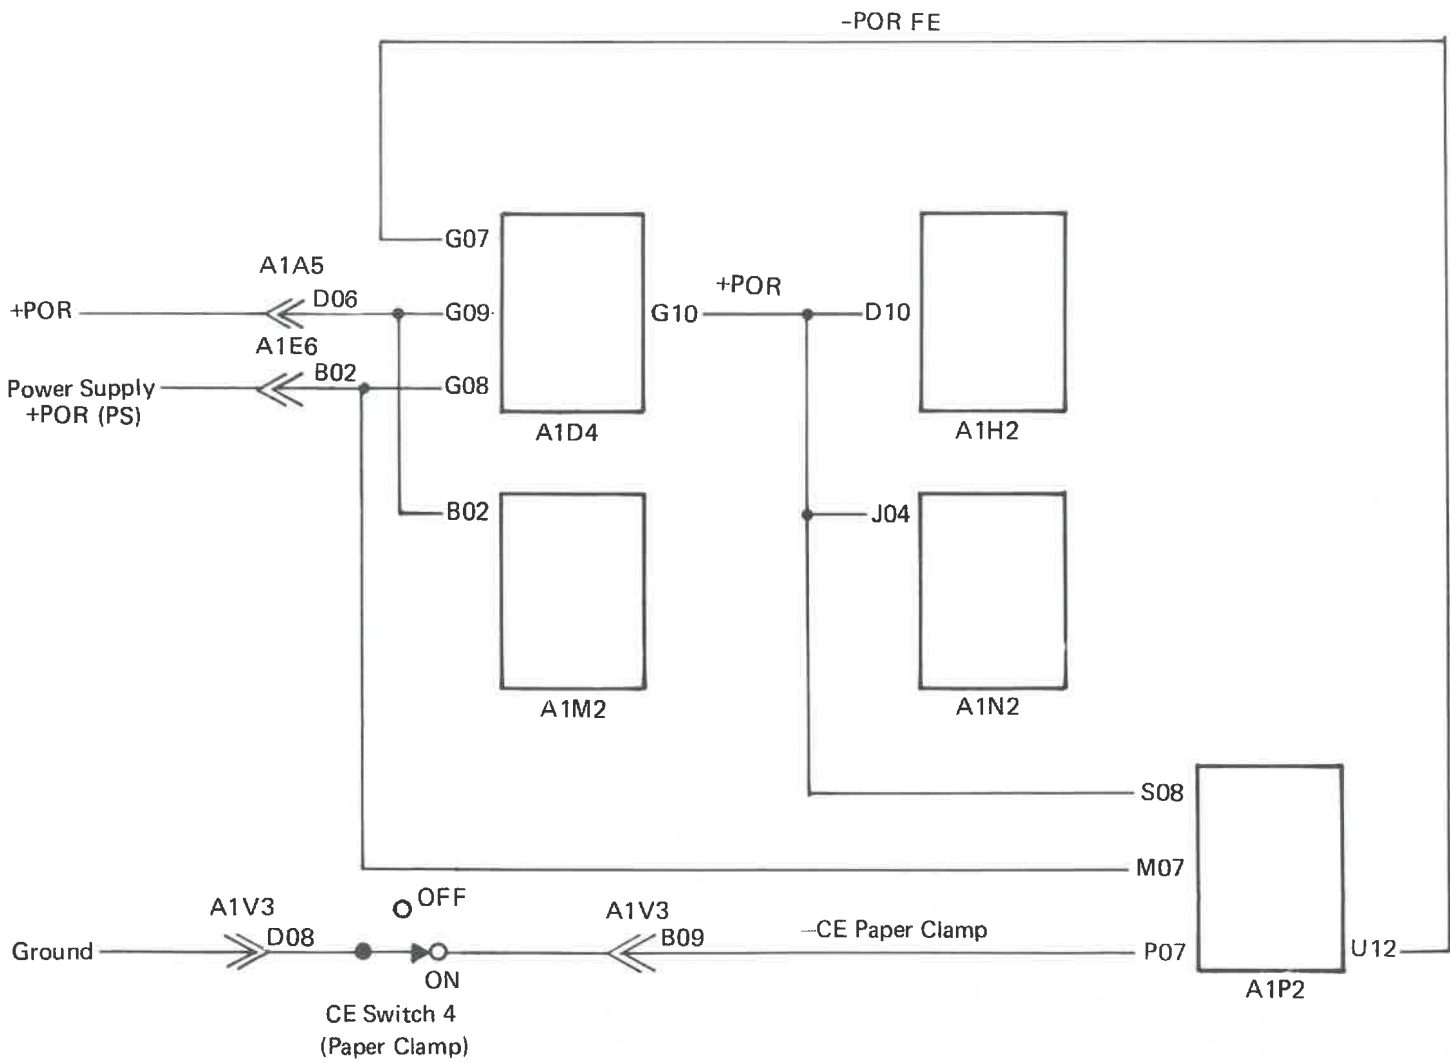 -POR FE
G07
A1A5
+POR
D06
G09
G10
+POR
D10
A1E6
Power Supply
+POR (PS)
B02
G08
A1D4
A1H2
B02
J04
A1M2
A1N2
S08
M07
OFF
A1V3
A1V3
Ground
D08
B09
-CE Paper Clamp
P07
U12
ON
A1P2
CE Switch 4
(Paper Clamp)